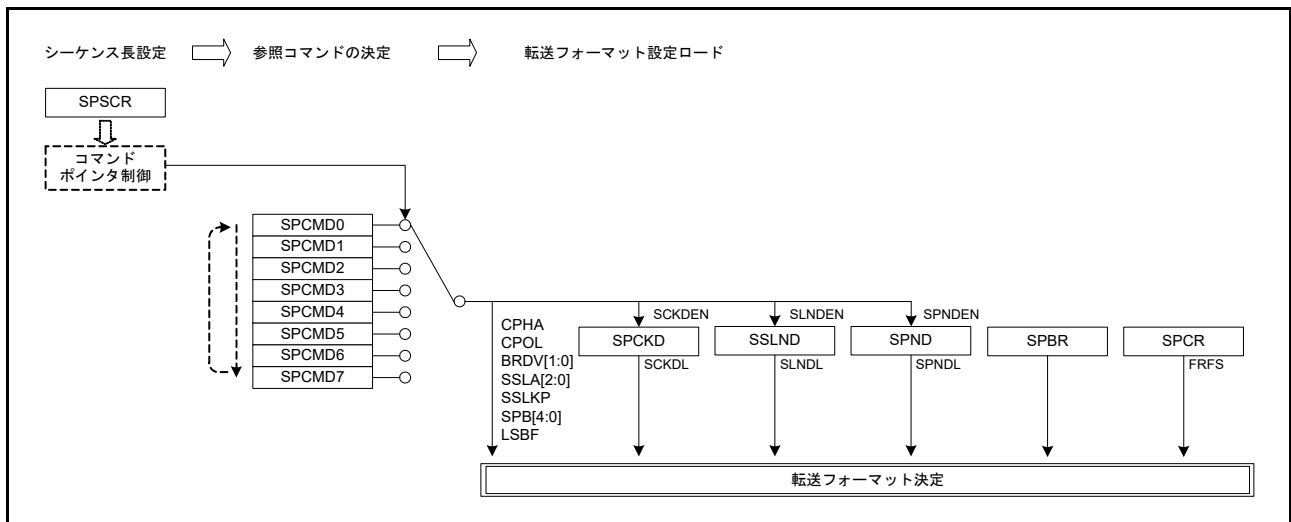 シーケンス長設定
参照コマンドの決定
転送フォーマット設定ロード
SPSCR
コマンド
ポインタ制御
SPCMD0
SPCMD1
SPCMD2
SPCMD3
SPCMD4
SPCMD5
SPCMD6
SPCMD7
CPHA
CPOL
BRDV[1:0]
SSLA[2:0]
SSLKP
SPB[4:0]
LSBF
SCKDEN
SPCKD
SCKDL
SLNDEN
SSLND
SLNDL
SPNDEN
SPND
SPNDL
SPBR
SPCR
FRFS
転送フォーマット決定